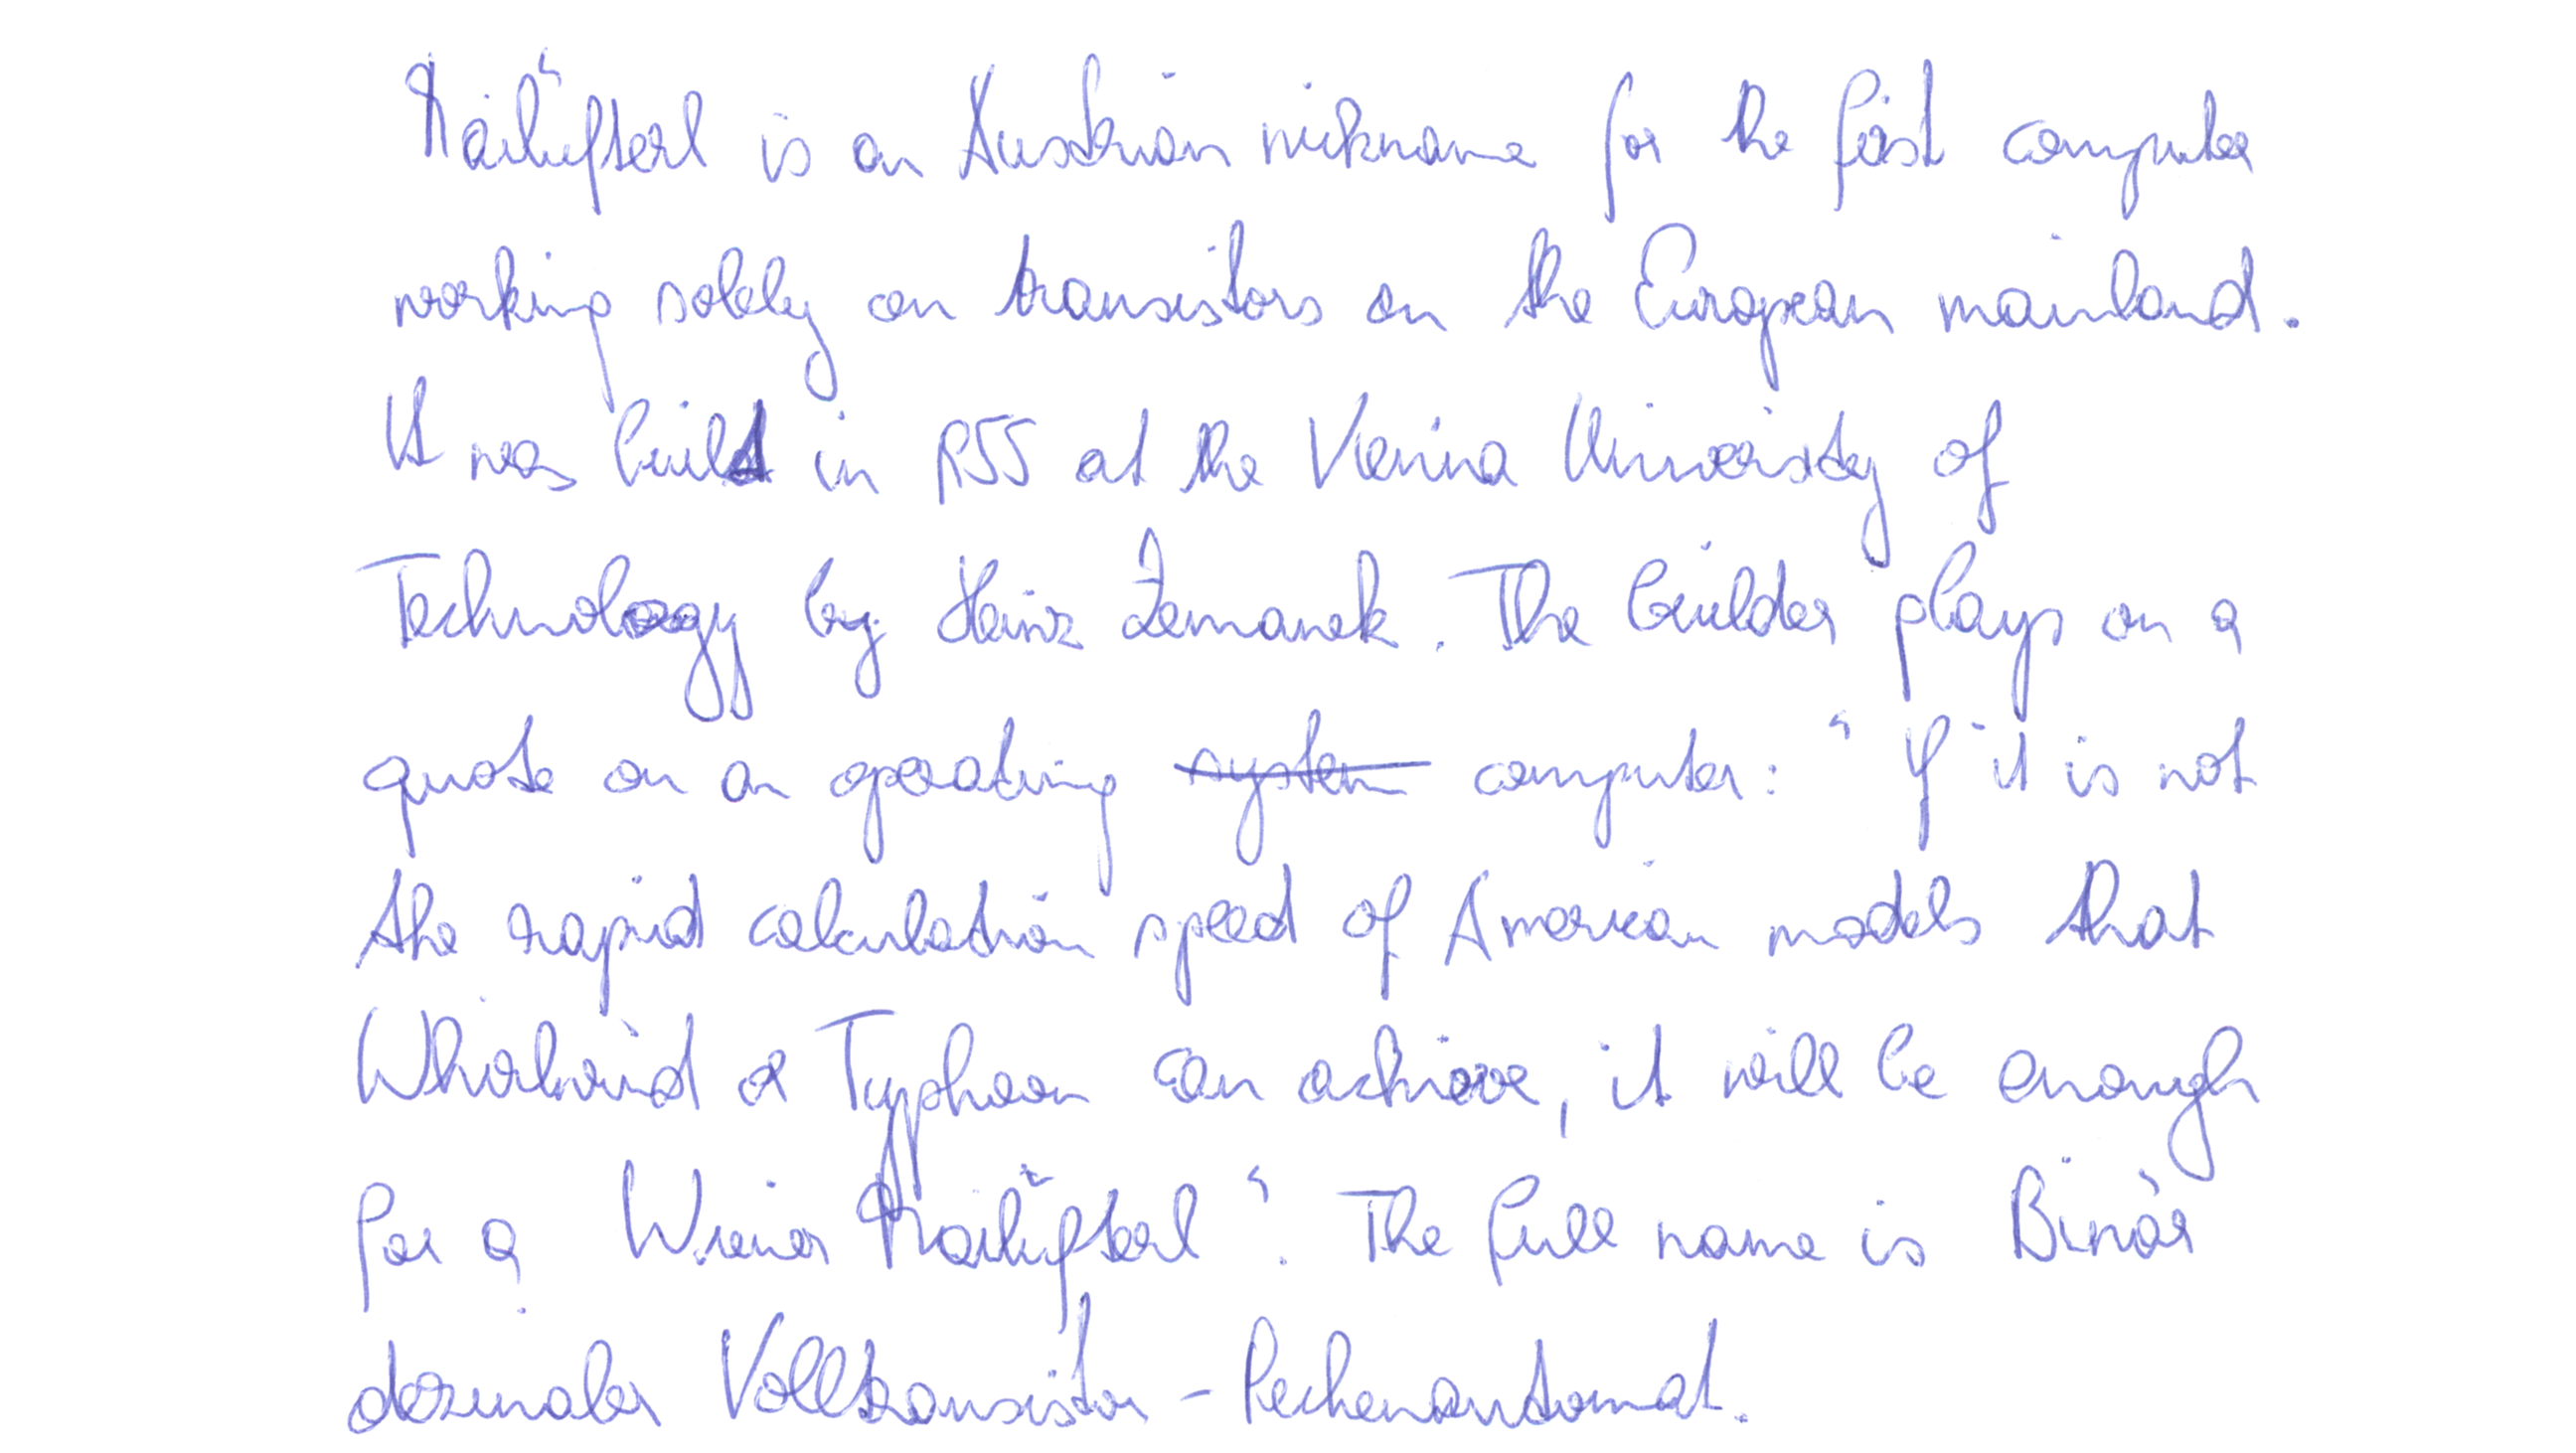 Mailüfterl is an Austrian nickname for the first computer
working solely on transistors on the European mainland.
It was built in 1955 at the Vienna University of
Technology by Heinz Zemanek. The builder plays on a
quote on an operating system computer: "If it is not
the rapid calculation speed of American models that
Whirlwind or Typhoon can achieve, it will be enough
for a Wiener Mailüfterl". The full name is Binär
dezimaler Volltransistor-Rechenautomat.